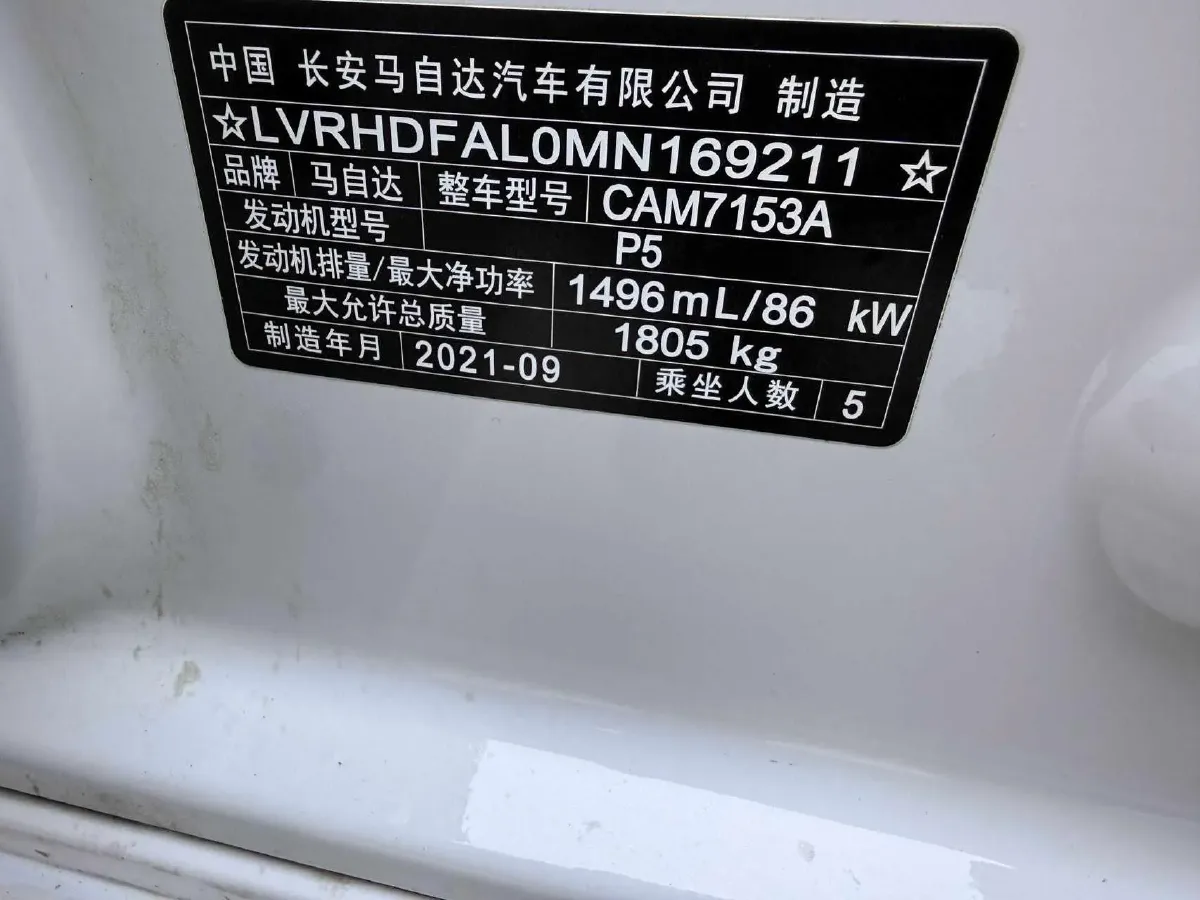 中国 长安马自达汽车有限公司 制造
☆LVRHDFAL0MN169211☆
品牌 马自达 整车型号 CAM7153A
发动机型号 P5
发动机排量/最大净功率 1496mL/86 kW
最大允许总质量 1805 kg
制造年月 2021-09 乘坐人数 5